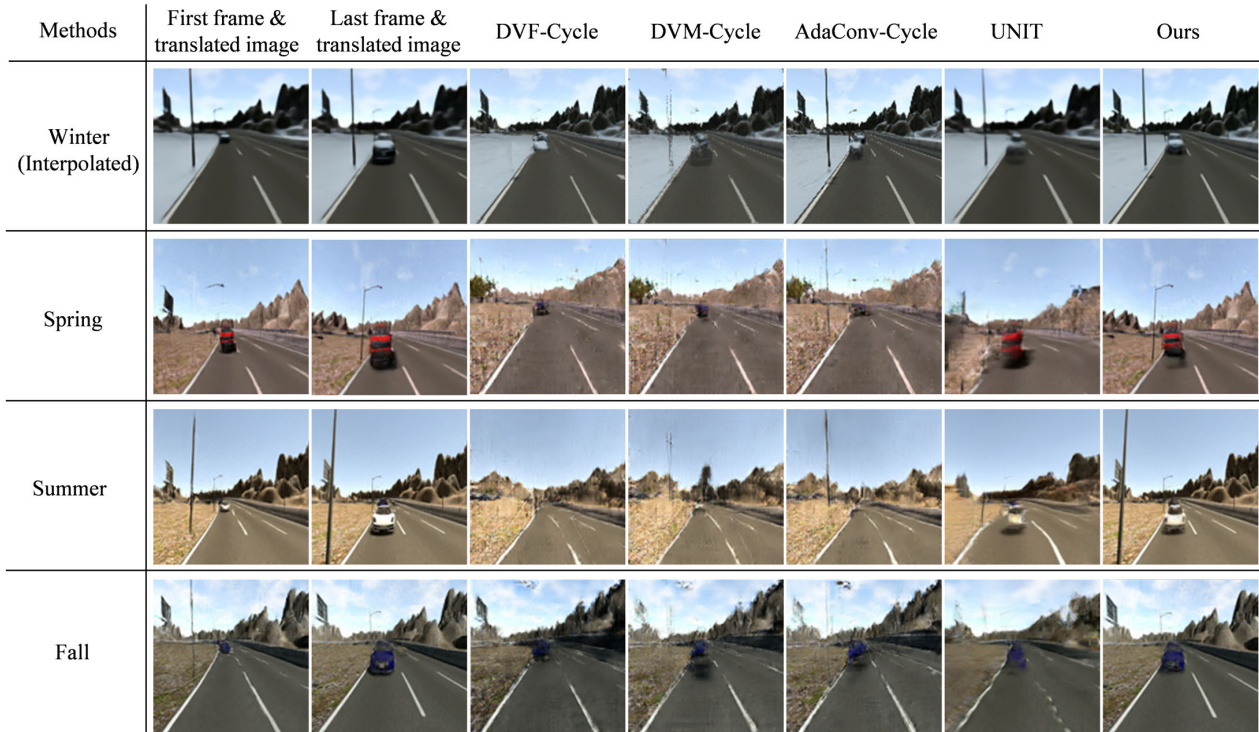 Methods
First frame &
translated image
Last frame &
translated image
DVF-Cycle
DVM-Cycle
AdaConv-Cycle
UNIT
Ours
Winter
(Interpolated)
Spring
Summer
Fall